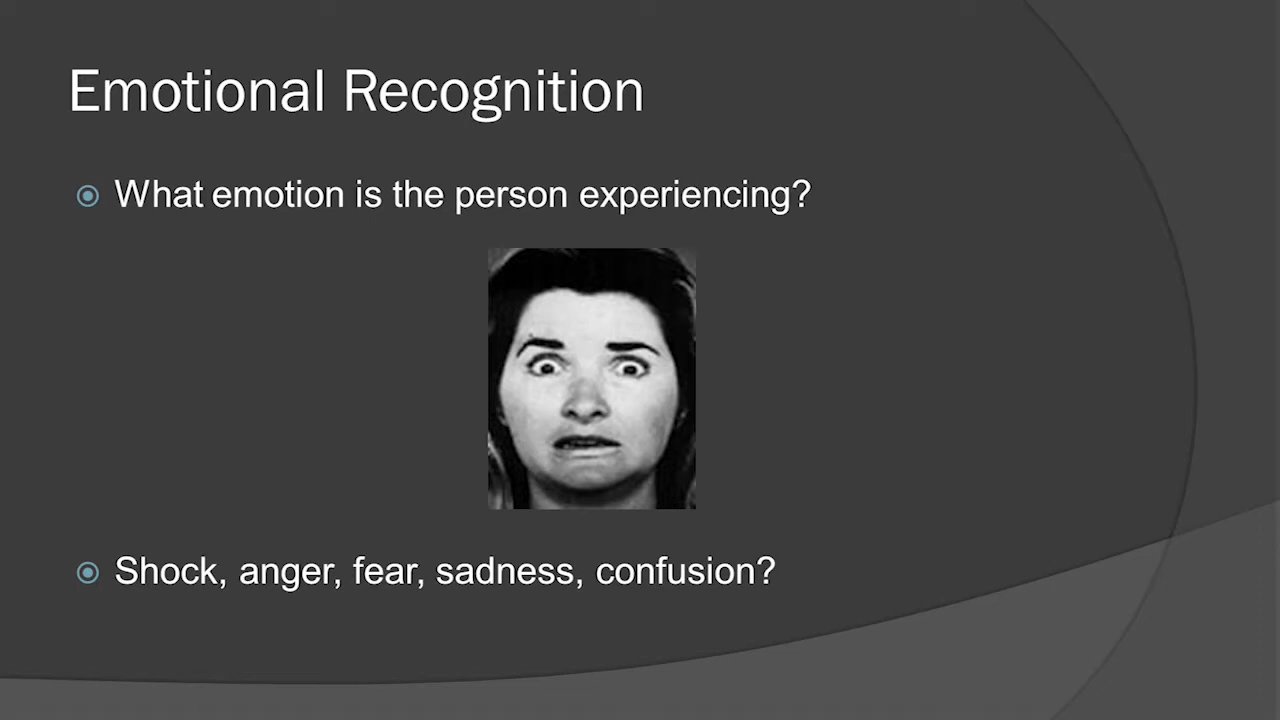 Emotional Recognition
What emotion is the person experiencing?
Shock, anger, fear, sadness, confusion?